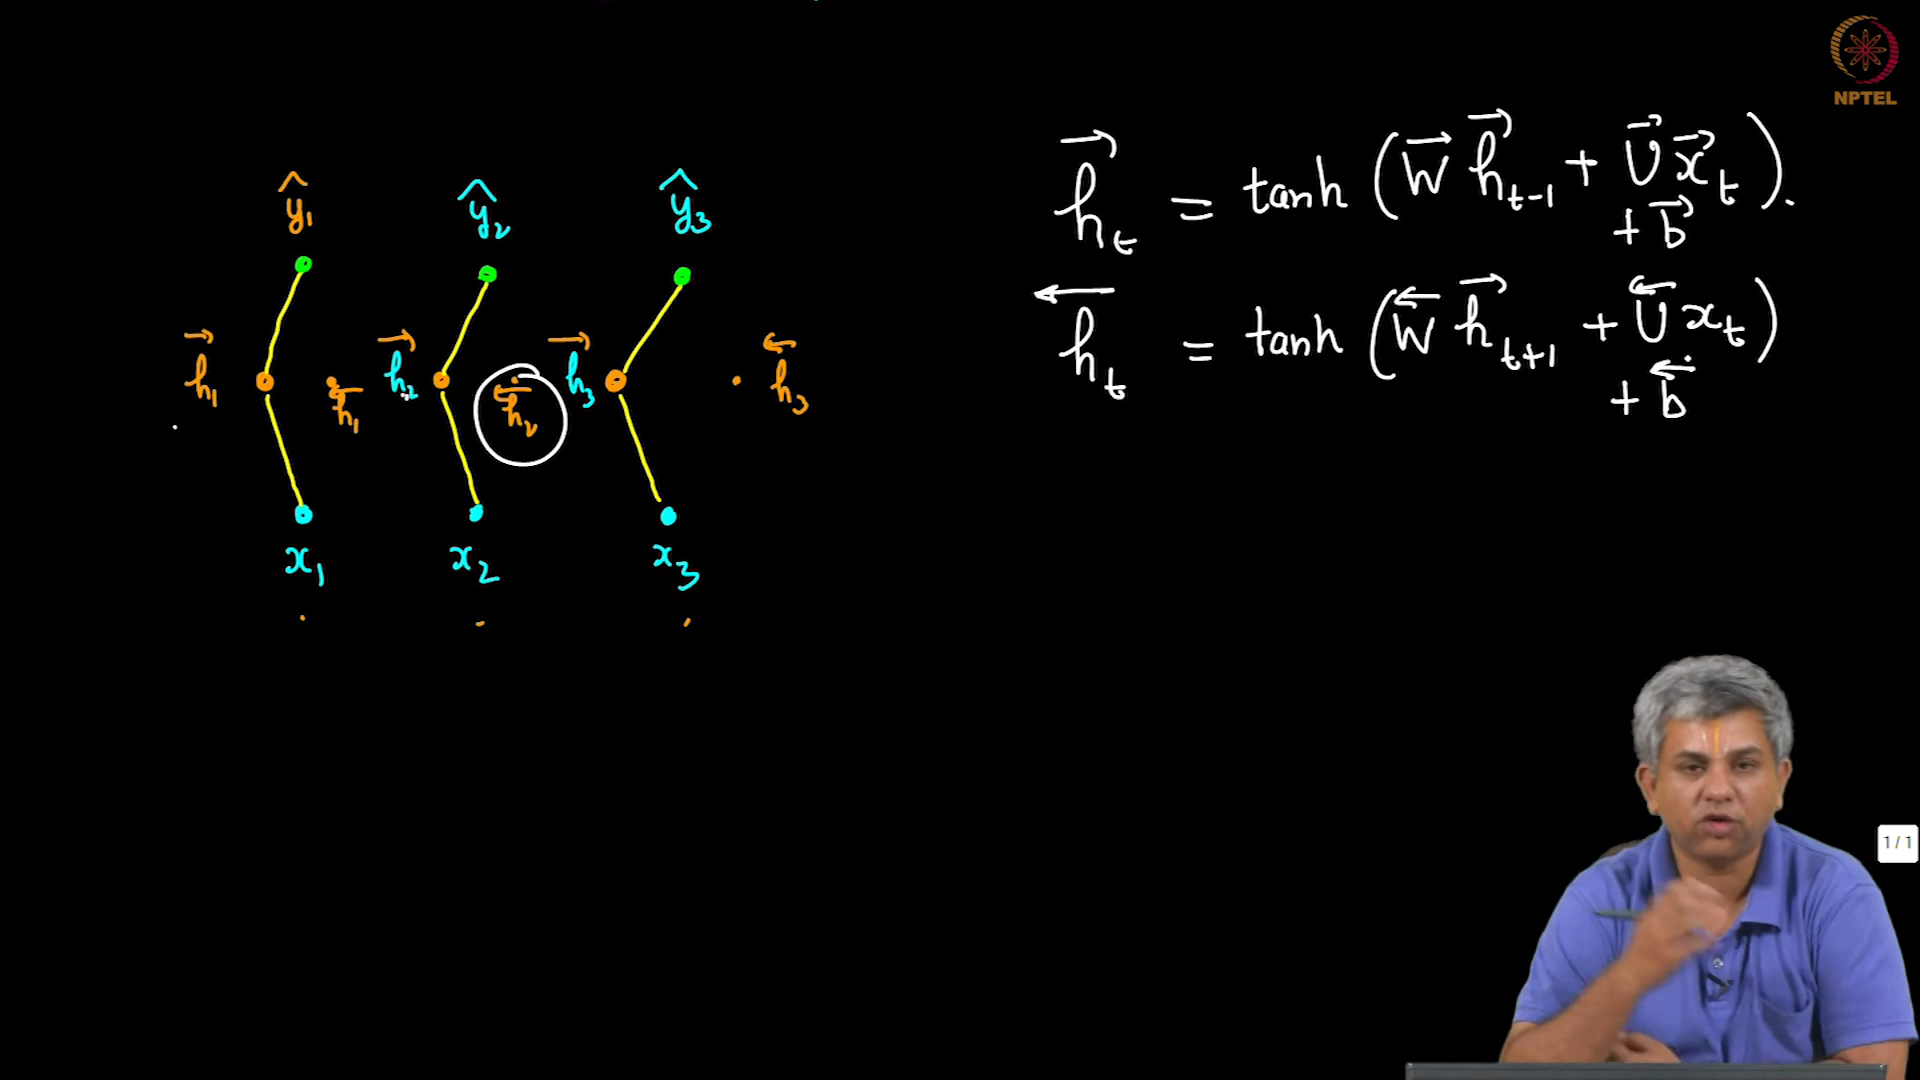 NPTEL
ŷ₁ ŷ₂ ŷ₃
h⃗₁ h⃖₁ h⃗₂ h⃖₂ h⃗₃ h⃖₃
x₁ x₂ x₃
h⃗ₜ = tanh (W⃗ h⃗ₜ₋₁ + U⃗ x⃗ₜ).
+ b⃗
h⃖ₜ = tanh (W⃖ h⃗ₜ₊₁ + U⃖ xₜ)
+ b⃖
1 / 1